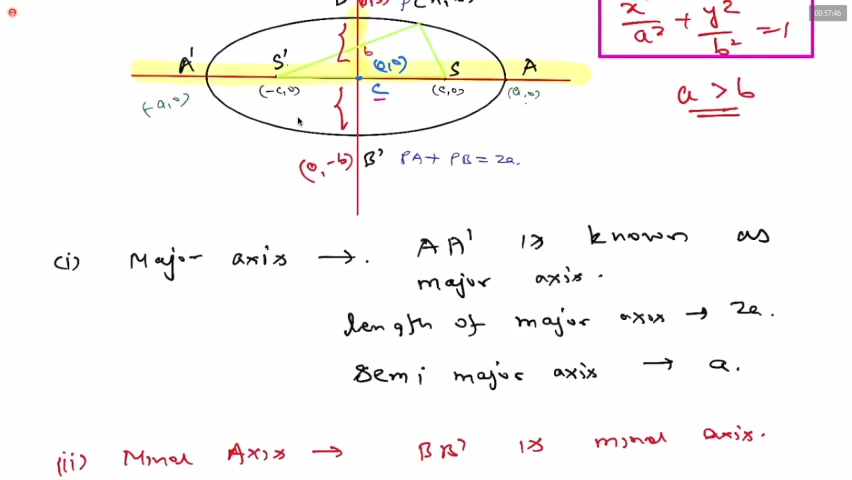 00:57:46
x²/a² + y²/b² = 1
b
A'
S'
(0,0)
S
A
(-a,0)
(-c,0)
C
(c,0)
(a,0)
a > b
(0,-b) B' PA + PB = 2a.
(i) Major axis → . AA' is known as
major axis.
length of major axis → 2a.
Semi major axis → a.
(ii) Minor Axis → BB' is minor axis.